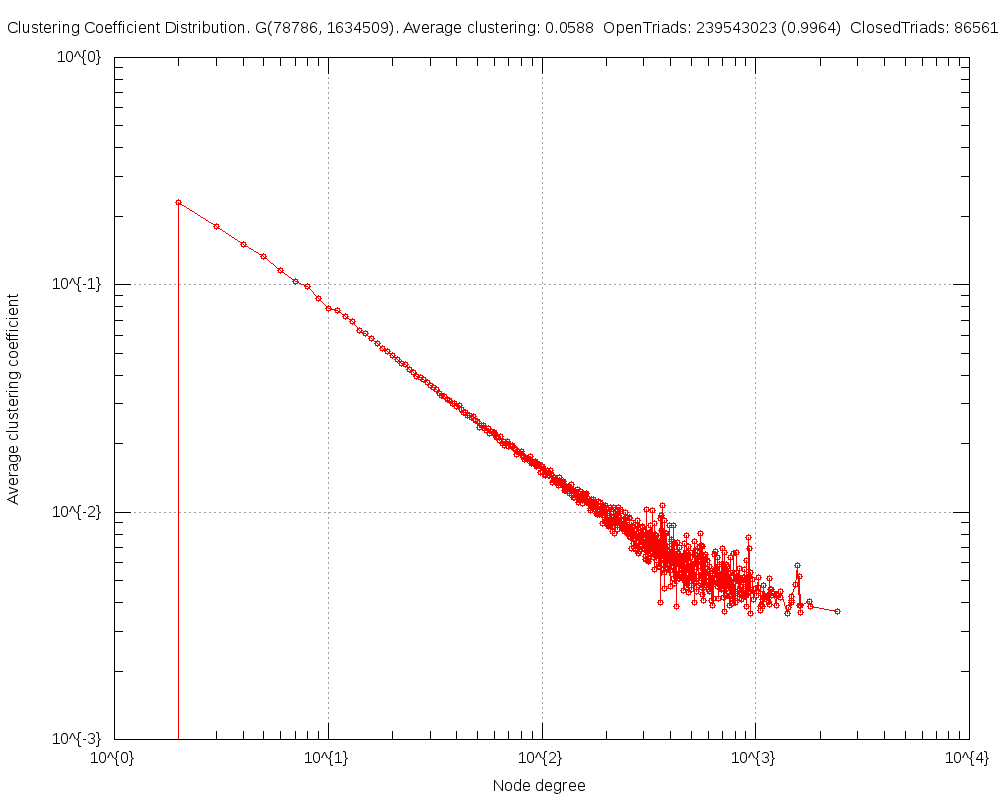 Clustering Coefficient Distribution. G(78786, 1634509). Average clustering: 0.0588  OpenTriads: 239543023 (0.9964)  ClosedTriads: 86561
10^{0}
10^{-1}
Average clustering coefficient
10^{-2}
10^{-3}
10^{0} 10^{1} 10^{2} 10^{3} 10^{4}
Node degree